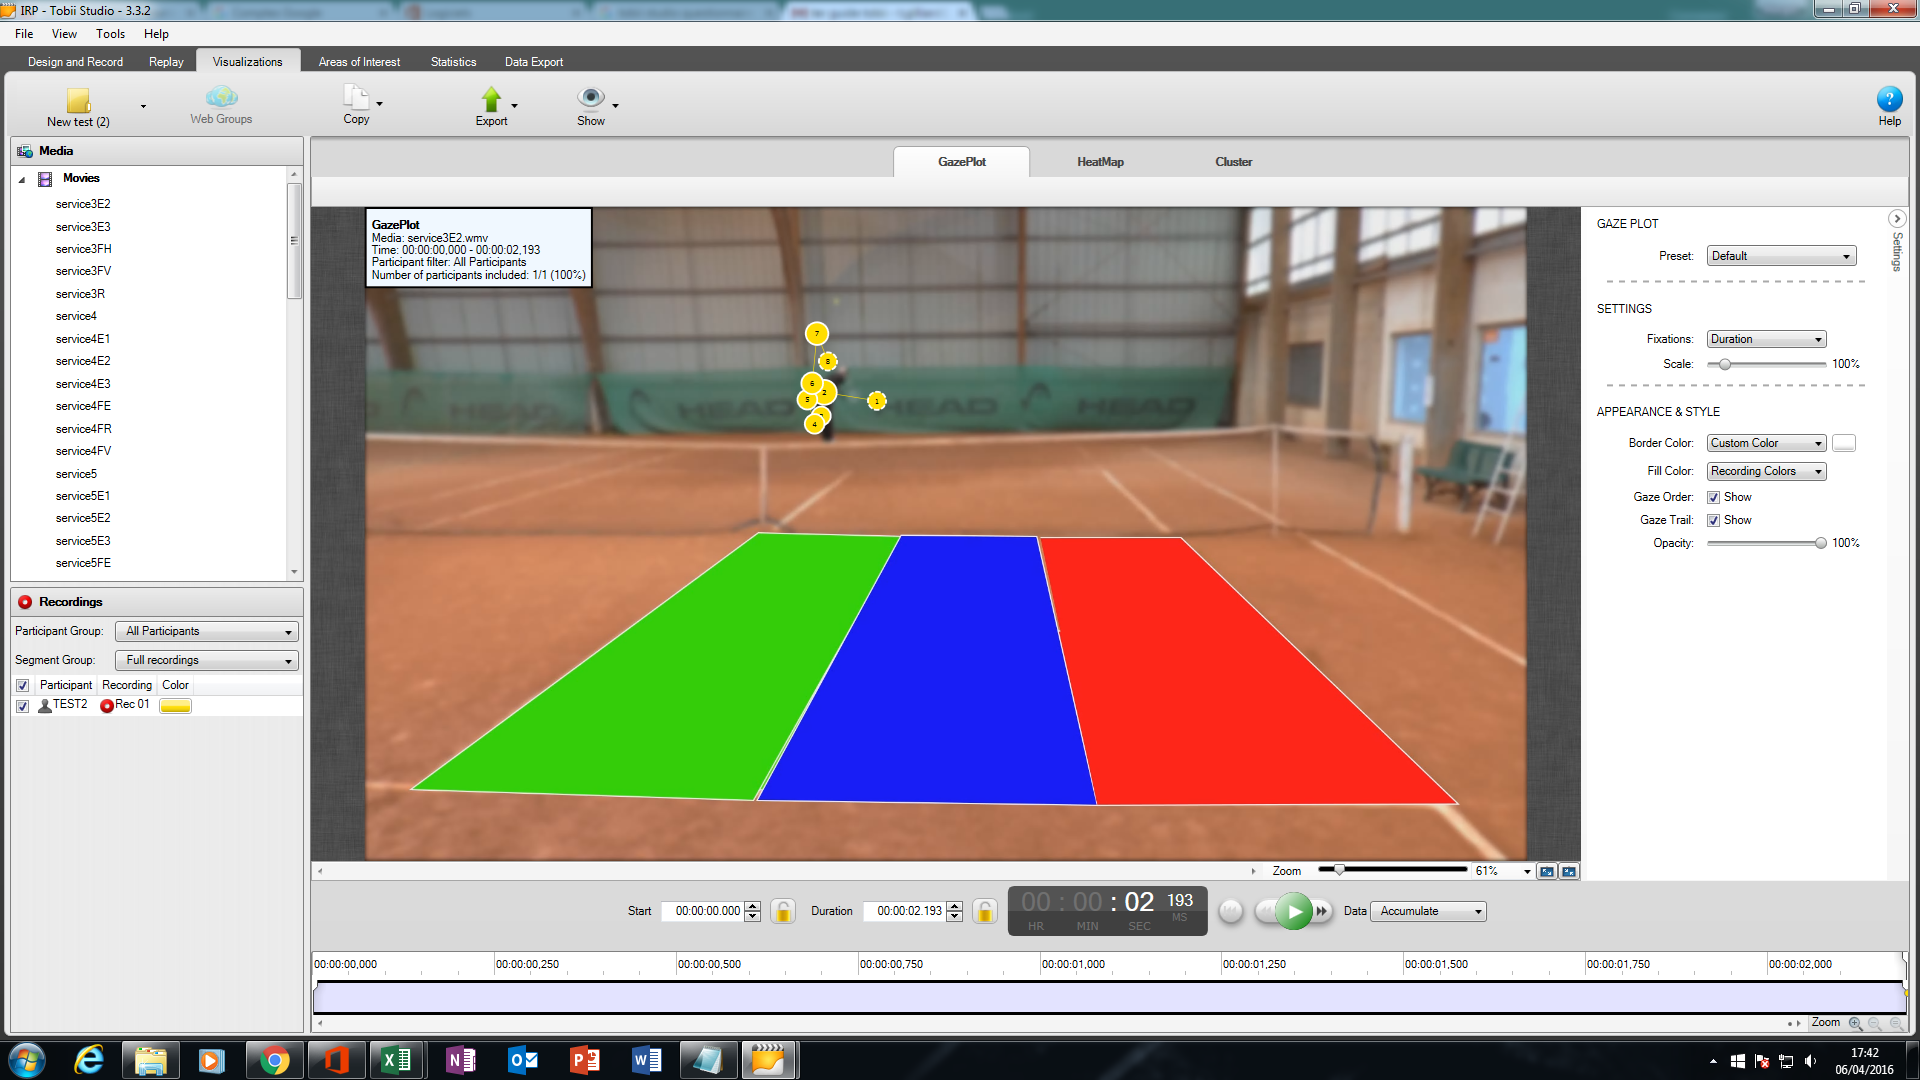 IRP - Tobii Studio - 3.3.2
File View Tools Help
Design and Record Replay Visualizations Areas of Interest Statistics Data Export
New test (2) Web Groups Copy Export Show Help
Media
Movies
service3E2
service3E3
service3FH
service3FV
service3R
service4
service4E1
service4E2
service4E3
service4FE
service4FR
service4FV
service5
service5E1
service5E2
service5E3
service5FE
Recordings
Participant Group: All Participants
Segment Group: Full recordings
Participant Recording Color
TEST2 Rec 01
GazePlot HeatMap Cluster
GazePlot
Media: service3E2.wmv
Time: 00:00:00,000 - 00:00:02,193
Participant filter: All Participants
Number of participants included: 1/1 (100%)
7
8
6
2
5
1
4
HEAD HEAD HEAD
GAZE PLOT
Settings
Preset: Default
SETTINGS
Fixations: Duration
Scale: 100%
APPEARANCE & STYLE
Border Color: Custom Color
Fill Color: Recording Colors
Gaze Order: Show
Gaze Trail: Show
Opacity: 100%
Zoom 61%
Start 00:00:00.000 Duration 00:00:02.193 00 : 00 : 02 193 Data Accumulate
HR MIN SEC MS
00:00:00,000 00:00:00,250 00:00:00,500 00:00:00,750 00:00:01,000 00:00:01,250 00:00:01,500 00:00:01,750 00:00:02,000
Zoom
17:42
06/04/2016